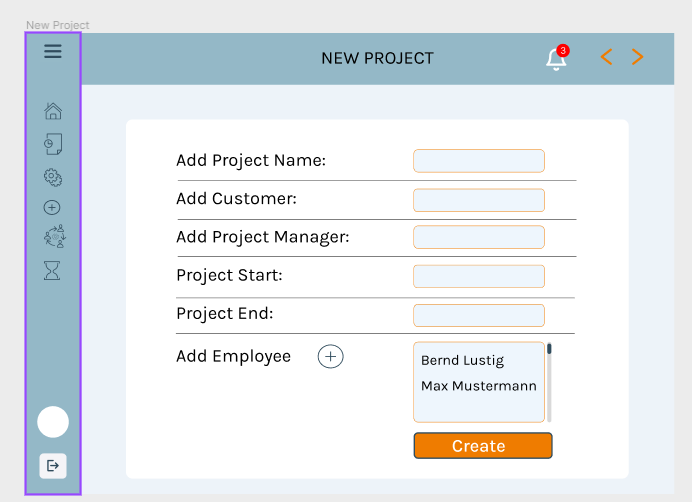 New Project
NEW PROJECT
3
Add Project Name:
Add Customer:
Add Project Manager:
Project Start:
Project End:
Add Employee
Bernd Lustig
Max Mustermann
Create